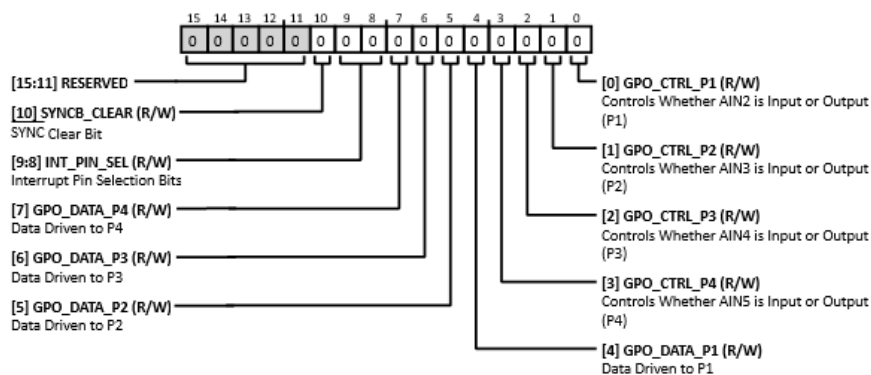 15 14 13 12 11 10 9 8 7 6 5 4 3 2 1 0
0 0 0 0 0 0 0 0 0 0 0 0 0 0 0 0
[15:11] RESERVED
[10] SYNCB_CLEAR (R/W)
SYNC Clear Bit
[9:8] INT_PIN_SEL (R/W)
Interrupt Pin Selection Bits
[7] GPO_DATA_P4 (R/W)
Data Driven to P4
[6] GPO_DATA_P3 (R/W)
Data Driven to P3
[5] GPO_DATA_P2 (R/W)
Data Driven to P2
[0] GPO_CTRL_P1 (R/W)
Controls Whether AIN2 is Input or Output
(P1)
[1] GPO_CTRL_P2 (R/W)
Controls Whether AIN3 is Input or Output
(P2)
[2] GPO_CTRL_P3 (R/W)
Controls Whether AIN4 is Input or Output
(P3)
[3] GPO_CTRL_P4 (R/W)
Controls Whether AIN5 is Input or Output
(P4)
[4] GPO_DATA_P1 (R/W)
Data Driven to P1